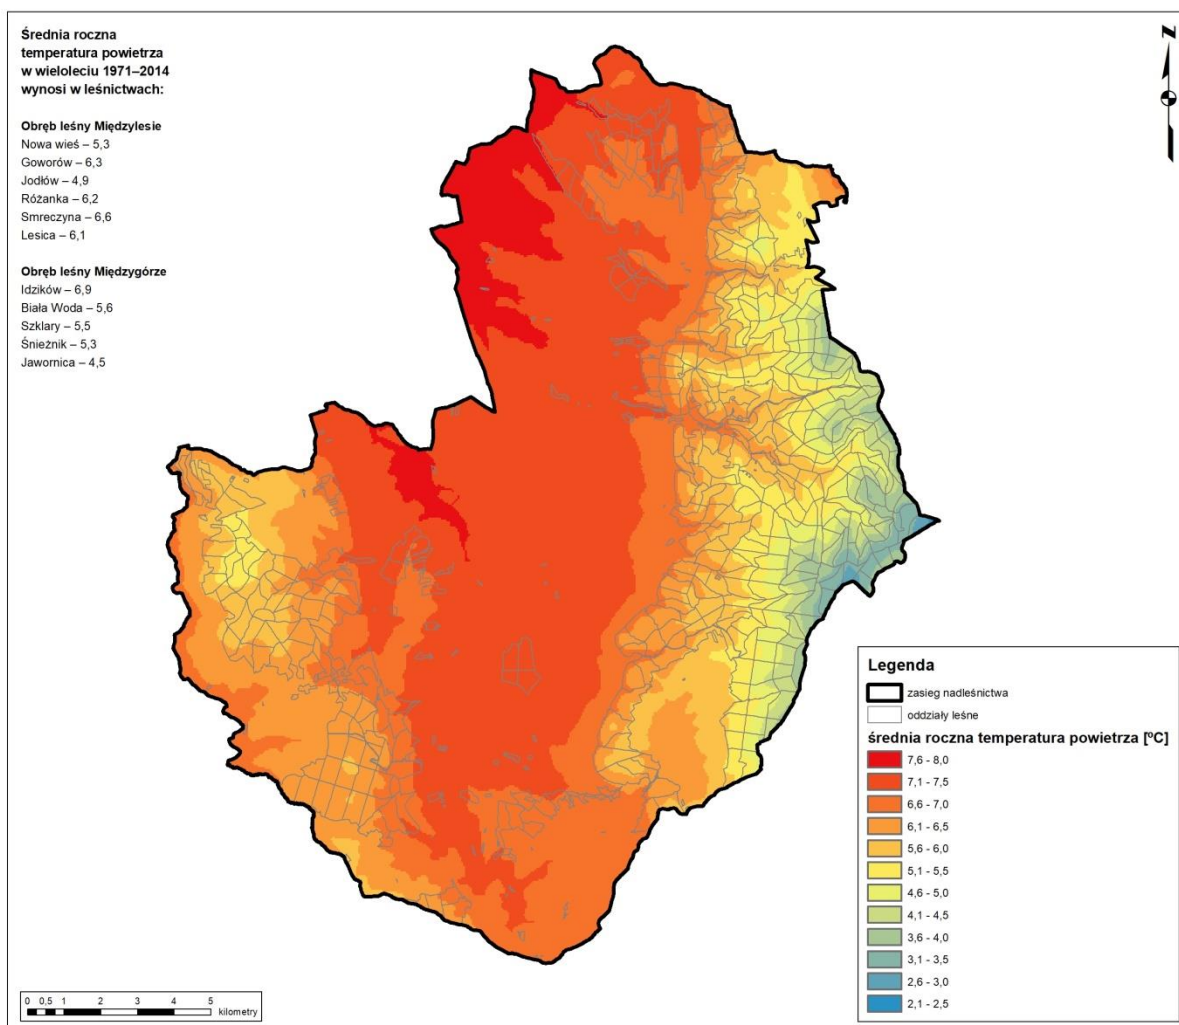 Średnia roczna
temperatura powietrza
w wieloleciu 1971–2014
wynosi w leśnictwach:
Obręb leśny Międzylesie
Nowa wieś – 5,3
Goworów – 6,3
Jodłów – 4,9
Różanka – 6,2
Smreczyna – 6,6
Lesica – 6,1
Obręb leśny Międzygórze
Idzików – 6,9
Biała Woda – 5,6
Szklary – 5,5
Śnieżnik – 5,3
Jawornica – 4,5
N
Legenda
zasieg nadleśnictwa
oddziały leśne
średnia roczna temperatura powietrza [ºC]
7,6 - 8,0
7,1 - 7,5
6,6 - 7,0
6,1 - 6,5
5,6 - 6,0
5,1 - 5,5
4,6 - 5,0
4,1 - 4,5
3,6 - 4,0
3,1 - 3,5
2,6 - 3,0
2,1 - 2,5
0 0,5 1 2 3 4 5
kilometry